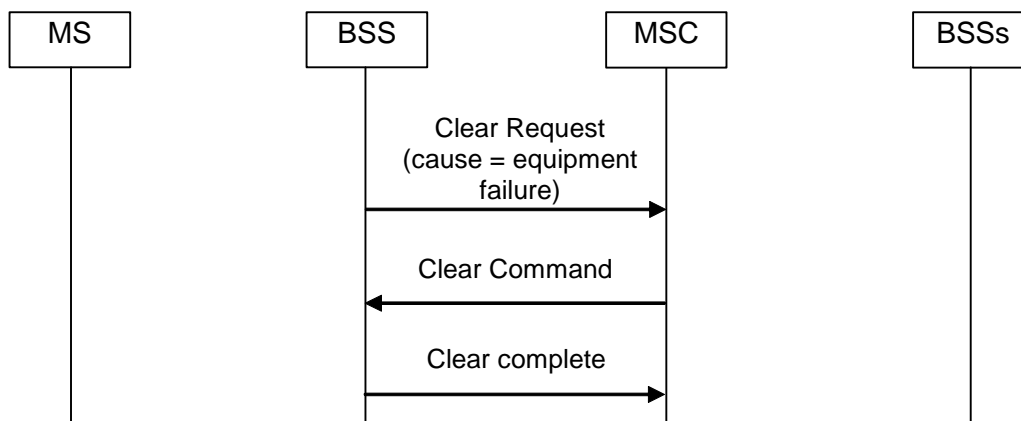 MS
BSS
MSC
BSSs
Clear Request
(cause = equipment
failure)
Clear Command
Clear complete